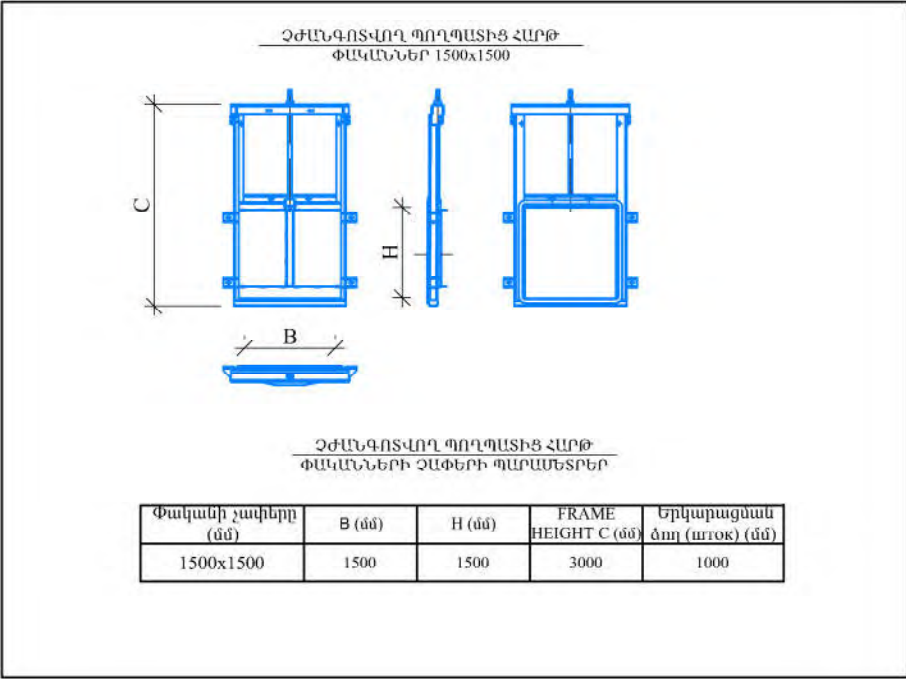 ՉԺԱՆԳՈՏՎՈՂ ՊՈՂՊԱՏԻՑ ՀԱՐԹ
ՓԱԿԱՆՆԵՐ 1500x1500
C
H
B
ՉԺԱՆԳՈՏՎՈՂ ՊՈՂՊԱՏԻՑ ՀԱՐԹ
ՓԱԿԱՆՆԵՐԻ ՉԱՓԵՐԻ ՊԱՐԱՄԵՏՐԵՐ
Փականի չափերը (մմ) B (մմ) H (մմ) FRAME HEIGHT C (մմ) Երկարացման ձող (шток) (մմ)
1500x1500 1500 1500 3000 1000